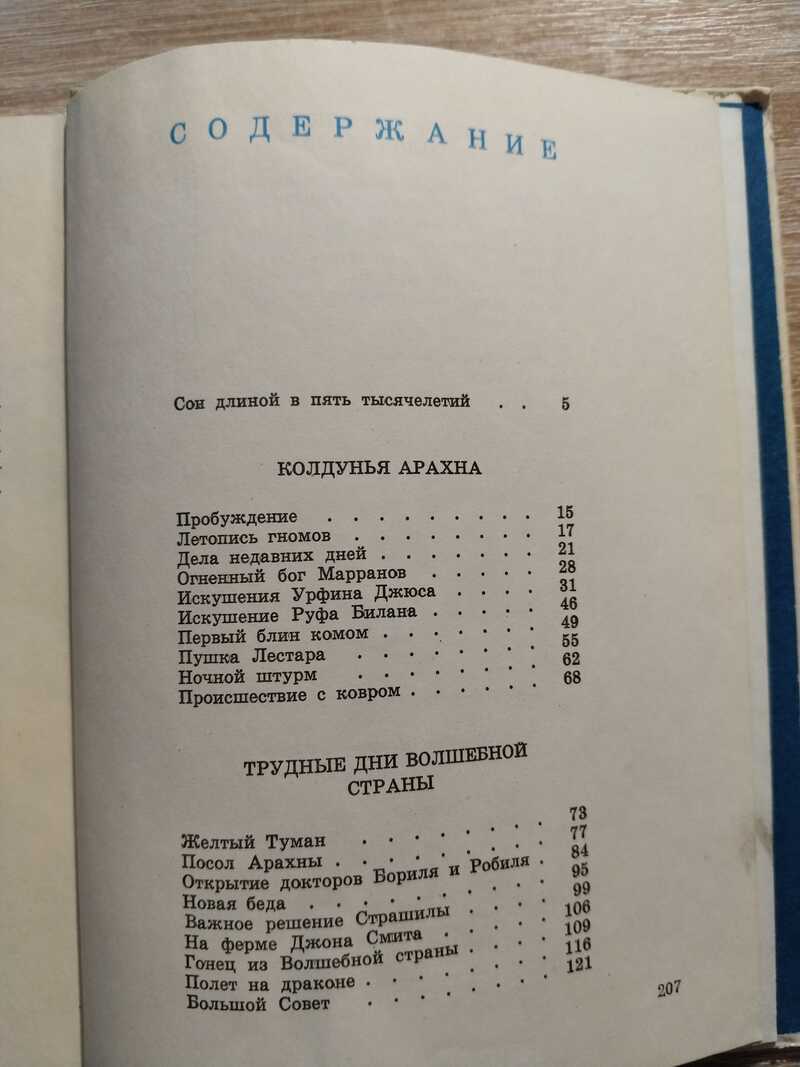 СОДЕРЖАНИЕ
Сон длиной в пять тысячелетий . . 5
КОЛДУНЬЯ АРАХНА
Пробуждение . . . . . . . . . 15
Летопись гномов . . . . . . . . 17
Дела недавних дней . . . . . . . 21
Огненный бог Марранов . . . . . 28
Искушения Урфина Джюса . . . . 31
Искушение Руфа Билана . . . . . 46
Первый блин комом . . . . . . . 49
Пушка Лестара . . . . . . . . 55
Ночной штурм . . . . . . . . 62
Происшествие с ковром . . . . . . 68
ТРУДНЫЕ ДНИ ВОЛШЕБНОЙ
СТРАНЫ
Желтый Туман . . . . . . . 73
Посол Арахны . . . . . . . . 77
Открытие докторов Бориля и Робиля . 84
Новая беда . . . . . . . . . 95
Важное решение Страшилы . . . . 99
На ферме Джона Смита . . . . . 106
Гонец из Волшебной страны . . . . 109
Полет на драконе . . . . . . . . 116
Большой Совет . . . . . . . 121
207